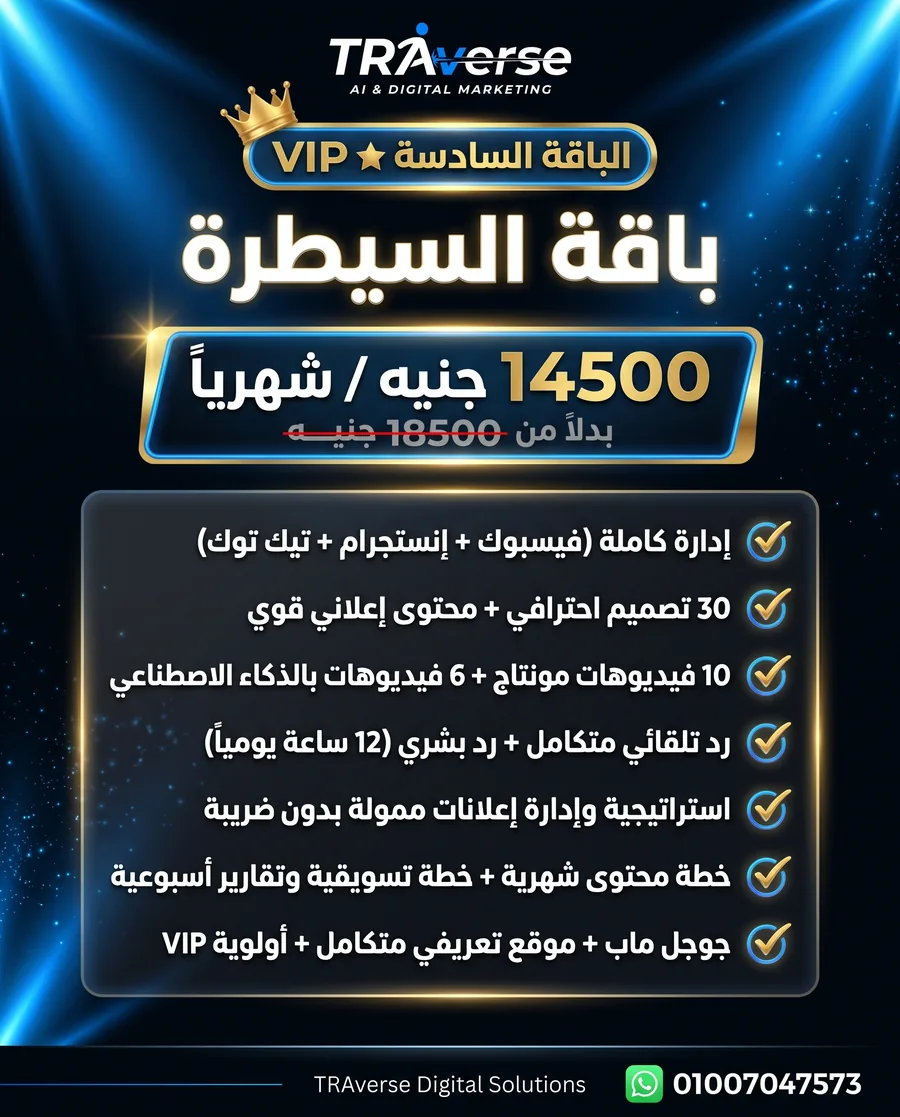 TRAverse
AI & DIGITAL MARKETING
الباقة السادسة ★ VIP
باقة السيطرة
14500 جنيه / شهرياً
بدلاً من 18500 جنيـــه
إدارة كاملة (فيسبوك + إنستجرام + تيك توك)
30 تصميم احترافي + محتوى إعلاني قوي
10 فيديوهات مونتاج + 6 فيديوهات بالذكاء الاصطناعي
رد تلقائي متكامل + رد بشري (12 ساعة يومياً)
استراتيجية وإدارة إعلانات ممولة بدون ضريبة
خطة محتوى شهرية + خطة تسويقية وتقارير أسبوعية
جوجل ماب + موقع تعريفي متكامل + أولوية VIP
TRAverse Digital Solutions
01007047573